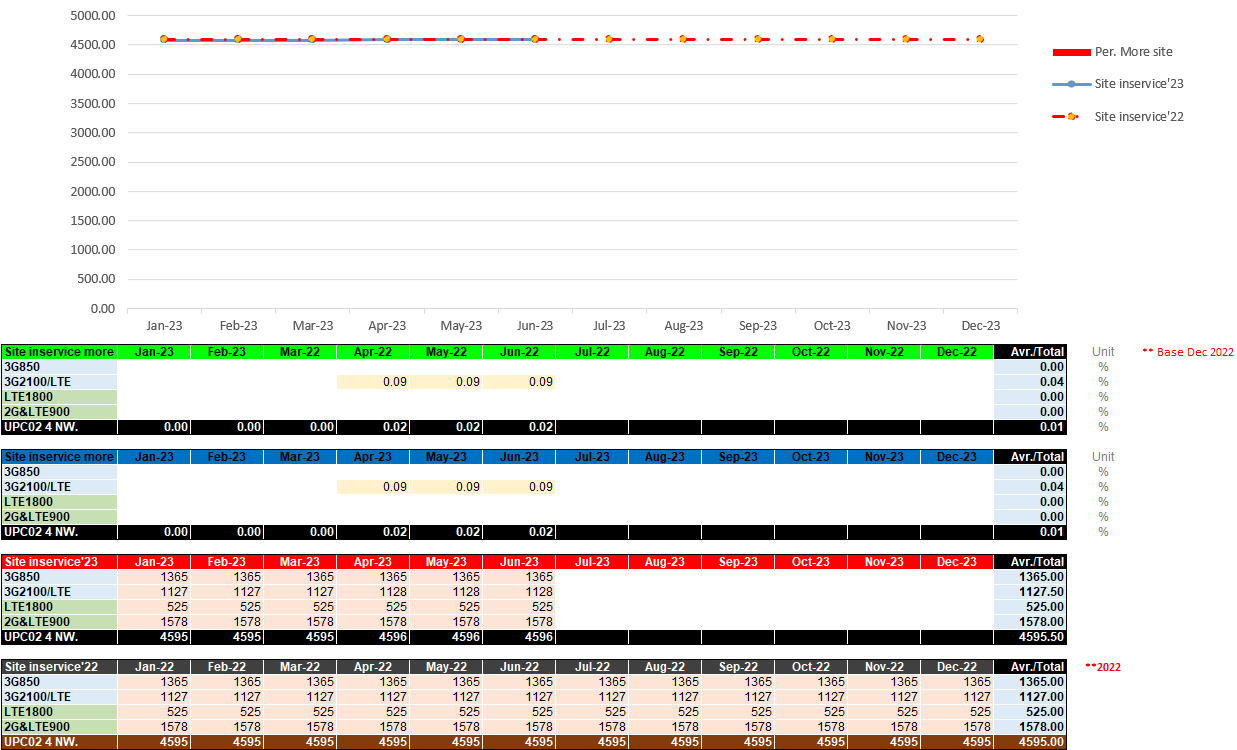 5000.00
4500.00
4000.00
3500.00
3000.00
2500.00
2000.00
1500.00
1000.00
500.00
0.00
Jan-23 Feb-23 Mar-23 Apr-23 May-23 Jun-23 Jul-23 Aug-23 Sep-23 Oct-23 Nov-23 Dec-23
Per. More site
Site inservice'23
Site inservice'22
Site inservice more Jan-23 Feb-23 Mar-22 Apr-22 May-22 Jun-22 Jul-22 Aug-22 Sep-22 Oct-22 Nov-22 Dec-22 Avr./Total Unit ** Base Dec 2022
3G850 0.00 %
3G2100/LTE 0.09 0.09 0.09 0.04 %
LTE1800 0.00 %
2G&LTE900 0.00 %
UPC02 4 NW. 0.00 0.00 0.00 0.02 0.02 0.02 0.01 %
Site inservice more Jan-23 Feb-23 Mar-23 Apr-23 May-23 Jun-23 Jul-23 Aug-23 Sep-23 Oct-23 Nov-23 Dec-23 Avr./Total Unit
3G850 0.00 %
3G2100/LTE 0.09 0.09 0.09 0.04 %
LTE1800 0.00 %
2G&LTE900 0.00 %
UPC02 4 NW. 0.00 0.00 0.00 0.02 0.02 0.02 0.01 %
Site inservice'23 Jan-23 Feb-23 Mar-23 Apr-23 May-23 Jun-23 Jul-23 Aug-23 Sep-23 Oct-23 Nov-23 Dec-23 Avr./Total
3G850 1365 1365 1365 1365 1365 1365 1365.00
3G2100/LTE 1127 1127 1127 1128 1128 1128 1127.50
LTE1800 525 525 525 525 525 525 525.00
2G&LTE900 1578 1578 1578 1578 1578 1578 1578.00
UPC02 4 NW. 4595 4595 4595 4596 4596 4596 4595.50
Site inservice'22 Jan-22 Feb-22 Mar-22 Apr-22 May-22 Jun-22 Jul-22 Aug-22 Sep-22 Oct-22 Nov-22 Dec-22 Avr./Total **2022
3G850 1365 1365 1365 1365 1365 1365 1365 1365 1365 1365 1365 1365 1365.00
3G2100/LTE 1127 1127 1127 1127 1127 1127 1127 1127 1127 1127 1127 1127 1127.00
LTE1800 525 525 525 525 525 525 525 525 525 525 525 525 525.00
2G&LTE900 1578 1578 1578 1578 1578 1578 1578 1578 1578 1578 1578 1578 1578.00
UPC02 4 NW. 4595 4595 4595 4595 4595 4595 4595 4595 4595 4595 4595 4595 4595.00